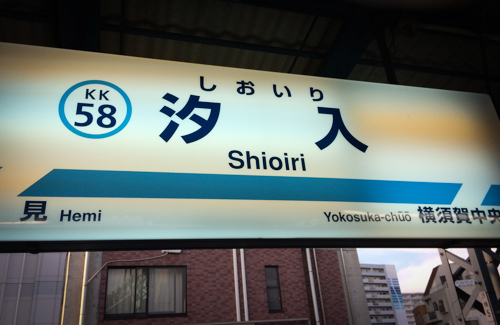 KK
58
しおいり
汐入
Shioiri
見 Hemi
Yokosuka-chūō 横須賀中央